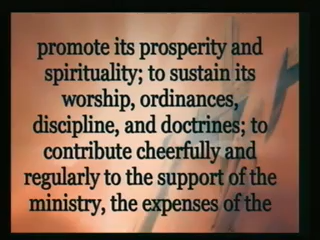 promote its prosperity and
spirituality; to sustain its
worship, ordinances,
discipline, and doctrines; to
contribute cheerfully and
regularly to the support of the
ministry, the expenses of the